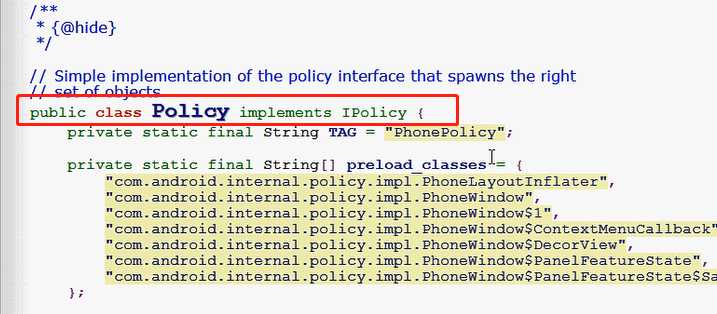 /**
 * {@hide}
 */
// Simple implementation of the policy interface that spawns the right
// set of objects
public class Policy implements IPolicy {
    private static final String TAG = "PhonePolicy";
    private static final String[] preload_classes = {
        "com.android.internal.policy.impl.PhoneLayoutInflater",
        "com.android.internal.policy.impl.PhoneWindow",
        "com.android.internal.policy.impl.PhoneWindow$1",
        "com.android.internal.policy.impl.PhoneWindow$ContextMenuCallback"
        "com.android.internal.policy.impl.PhoneWindow$DecorView",
        "com.android.internal.policy.impl.PhoneWindow$PanelFeatureState",
        "com.android.internal.policy.impl.PhoneWindow$PanelFeatureState$Sa
    };